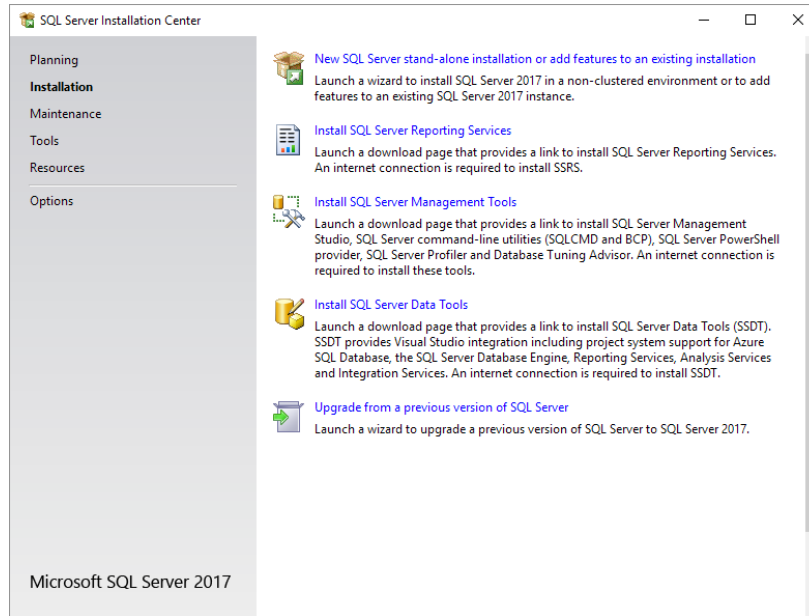 SQL Server Installation Center
Planning
Installation
Maintenance
Tools
Resources
Options
Microsoft SQL Server 2017
New SQL Server stand-alone installation or add features to an existing installation
Launch a wizard to install SQL Server 2017 in a non-clustered environment or to add
features to an existing SQL Server 2017 instance.
Install SQL Server Reporting Services
Launch a download page that provides a link to install SQL Server Reporting Services.
An internet connection is required to install SSRS.
Install SQL Server Management Tools
Launch a download page that provides a link to install SQL Server Management
Studio, SQL Server command-line utilities (SQLCMD and BCP), SQL Server PowerShell
provider, SQL Server Profiler and Database Tuning Advisor. An internet connection is
required to install these tools.
Install SQL Server Data Tools
Launch a download page that provides a link to install SQL Server Data Tools (SSDT).
SSDT provides Visual Studio integration including project system support for Azure
SQL Database, the SQL Server Database Engine, Reporting Services, Analysis Services
and Integration Services. An internet connection is required to install SSDT.
Upgrade from a previous version of SQL Server
Launch a wizard to upgrade a previous version of SQL Server to SQL Server 2017.